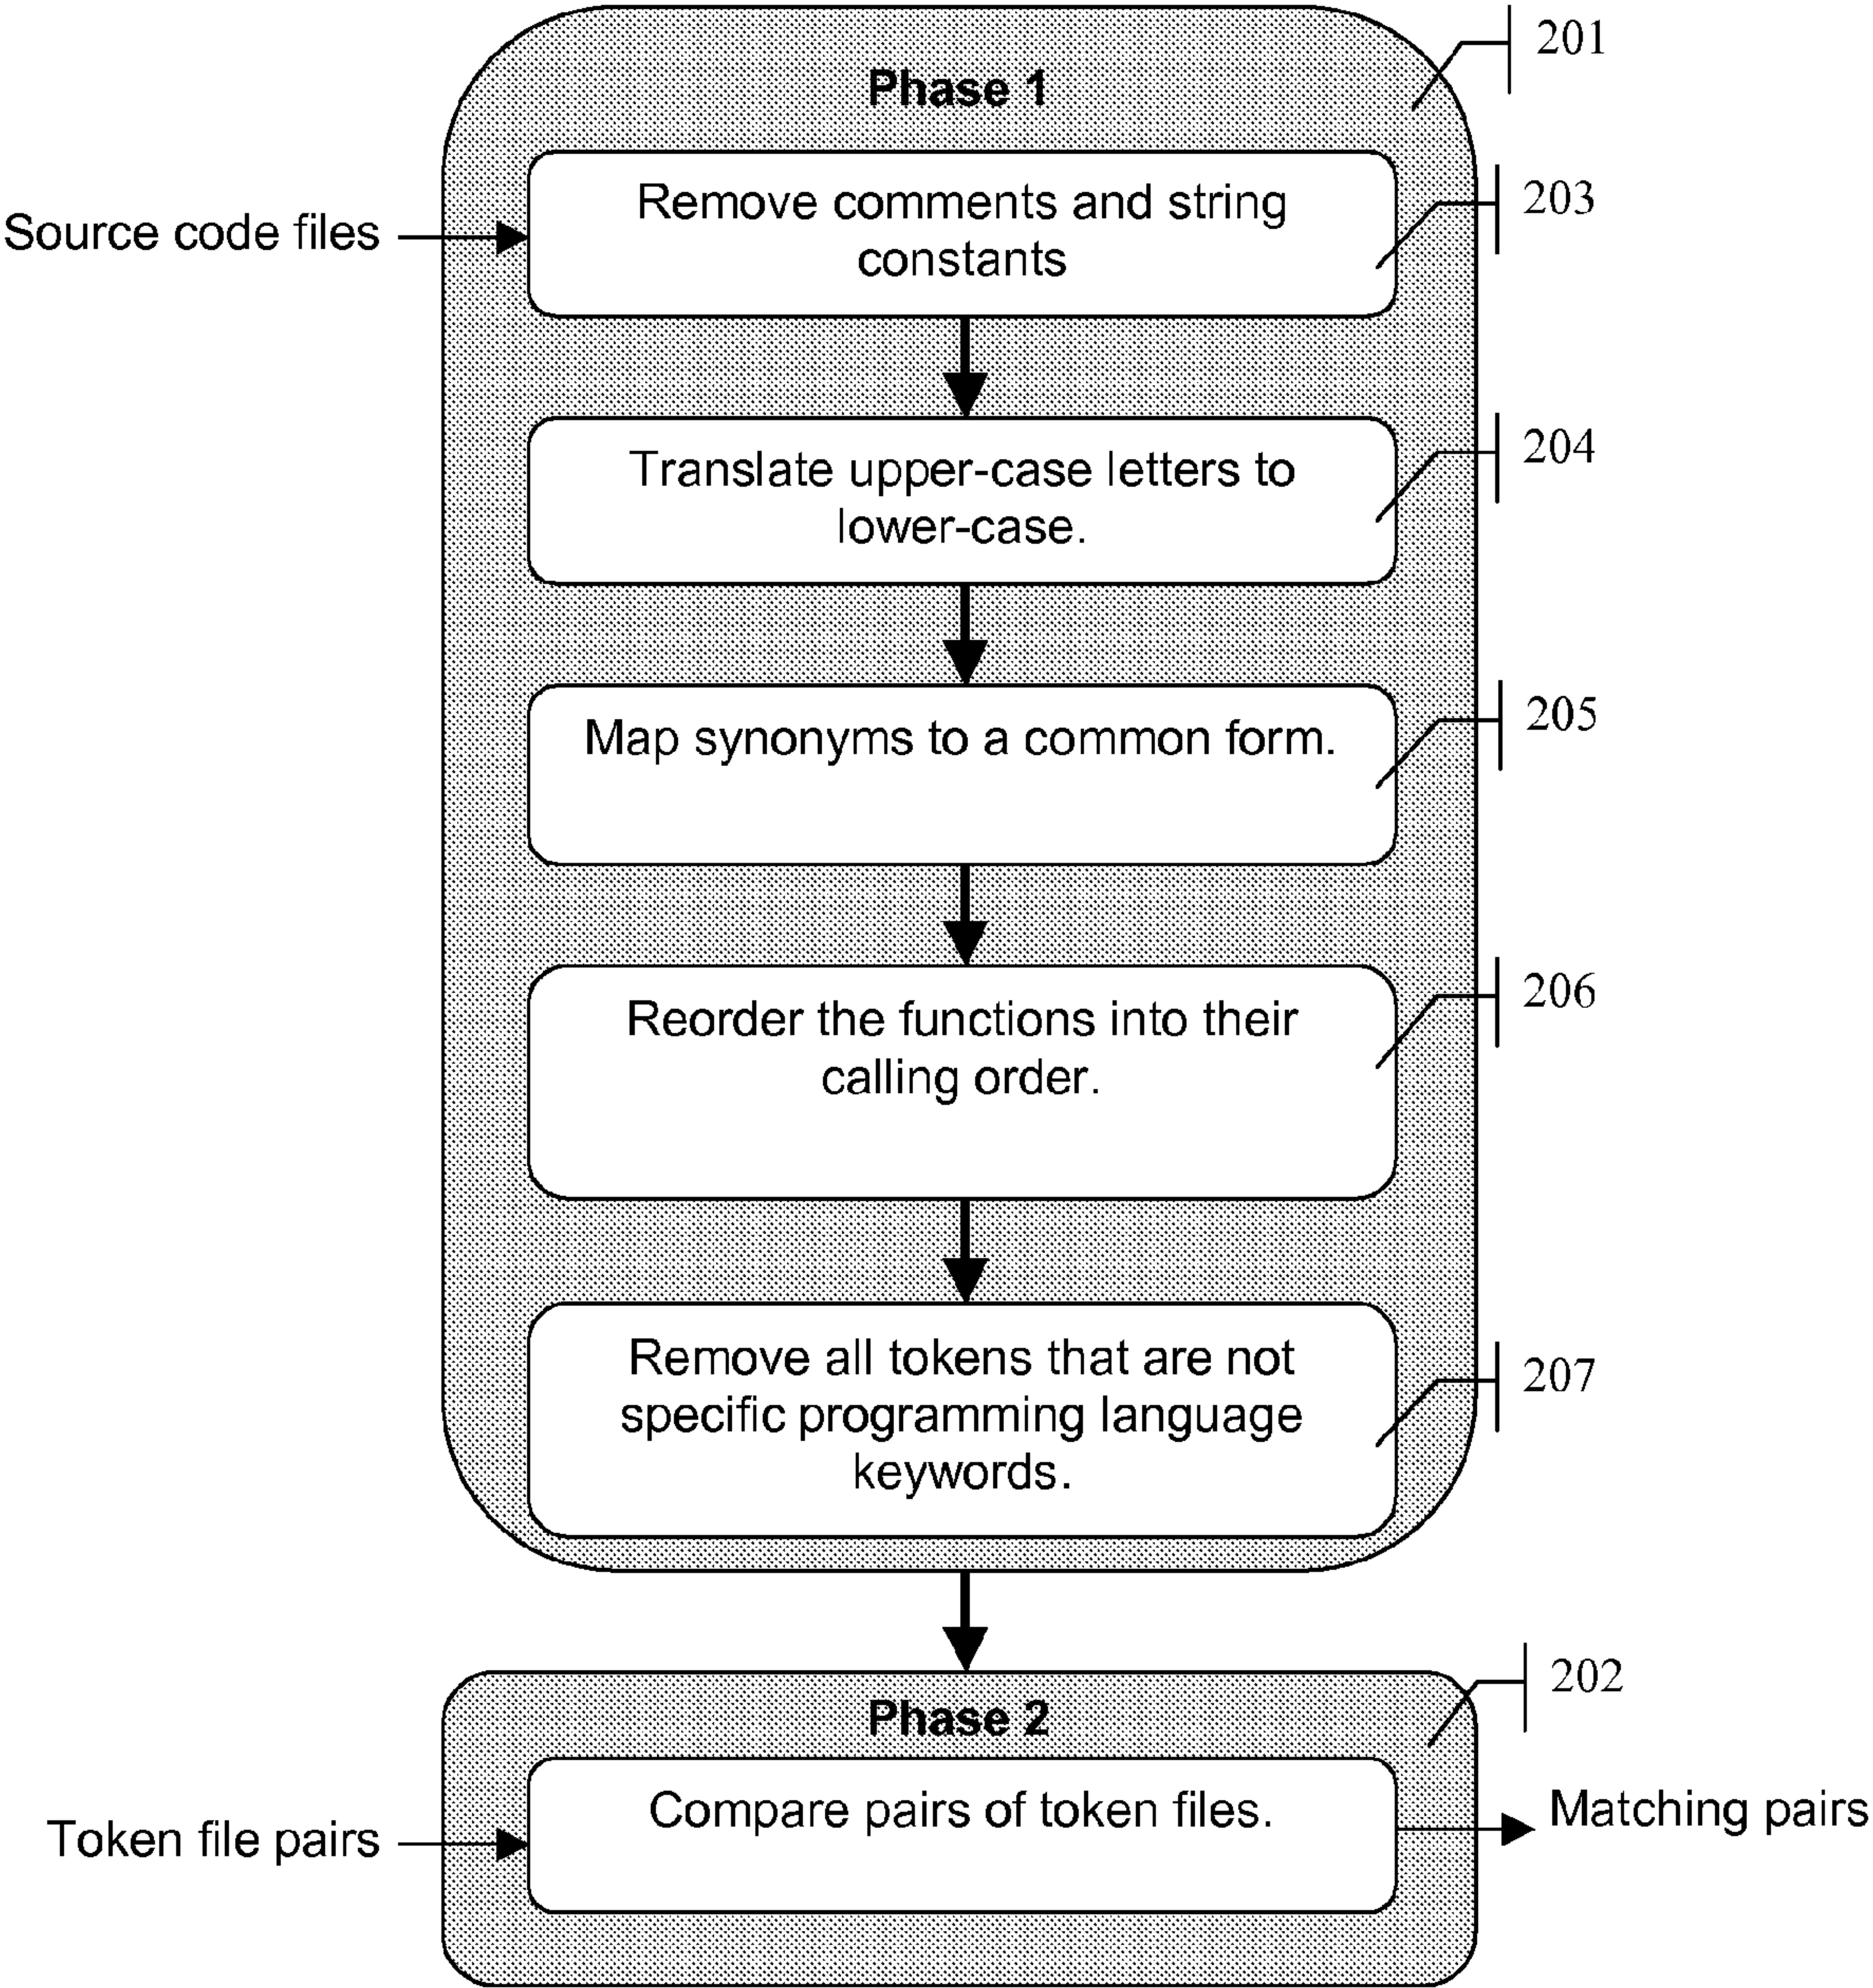 201
Phase 1
Remove comments and string
constants
203
Source code files
Translate upper-case letters to
lower-case.
204
Map synonyms to a common form.
205
Reorder the functions into their
calling order.
206
Remove all tokens that are not
specific programming language
keywords.
207
202
Phase 2
Compare pairs of token files.
Token file pairs
Matching pairs